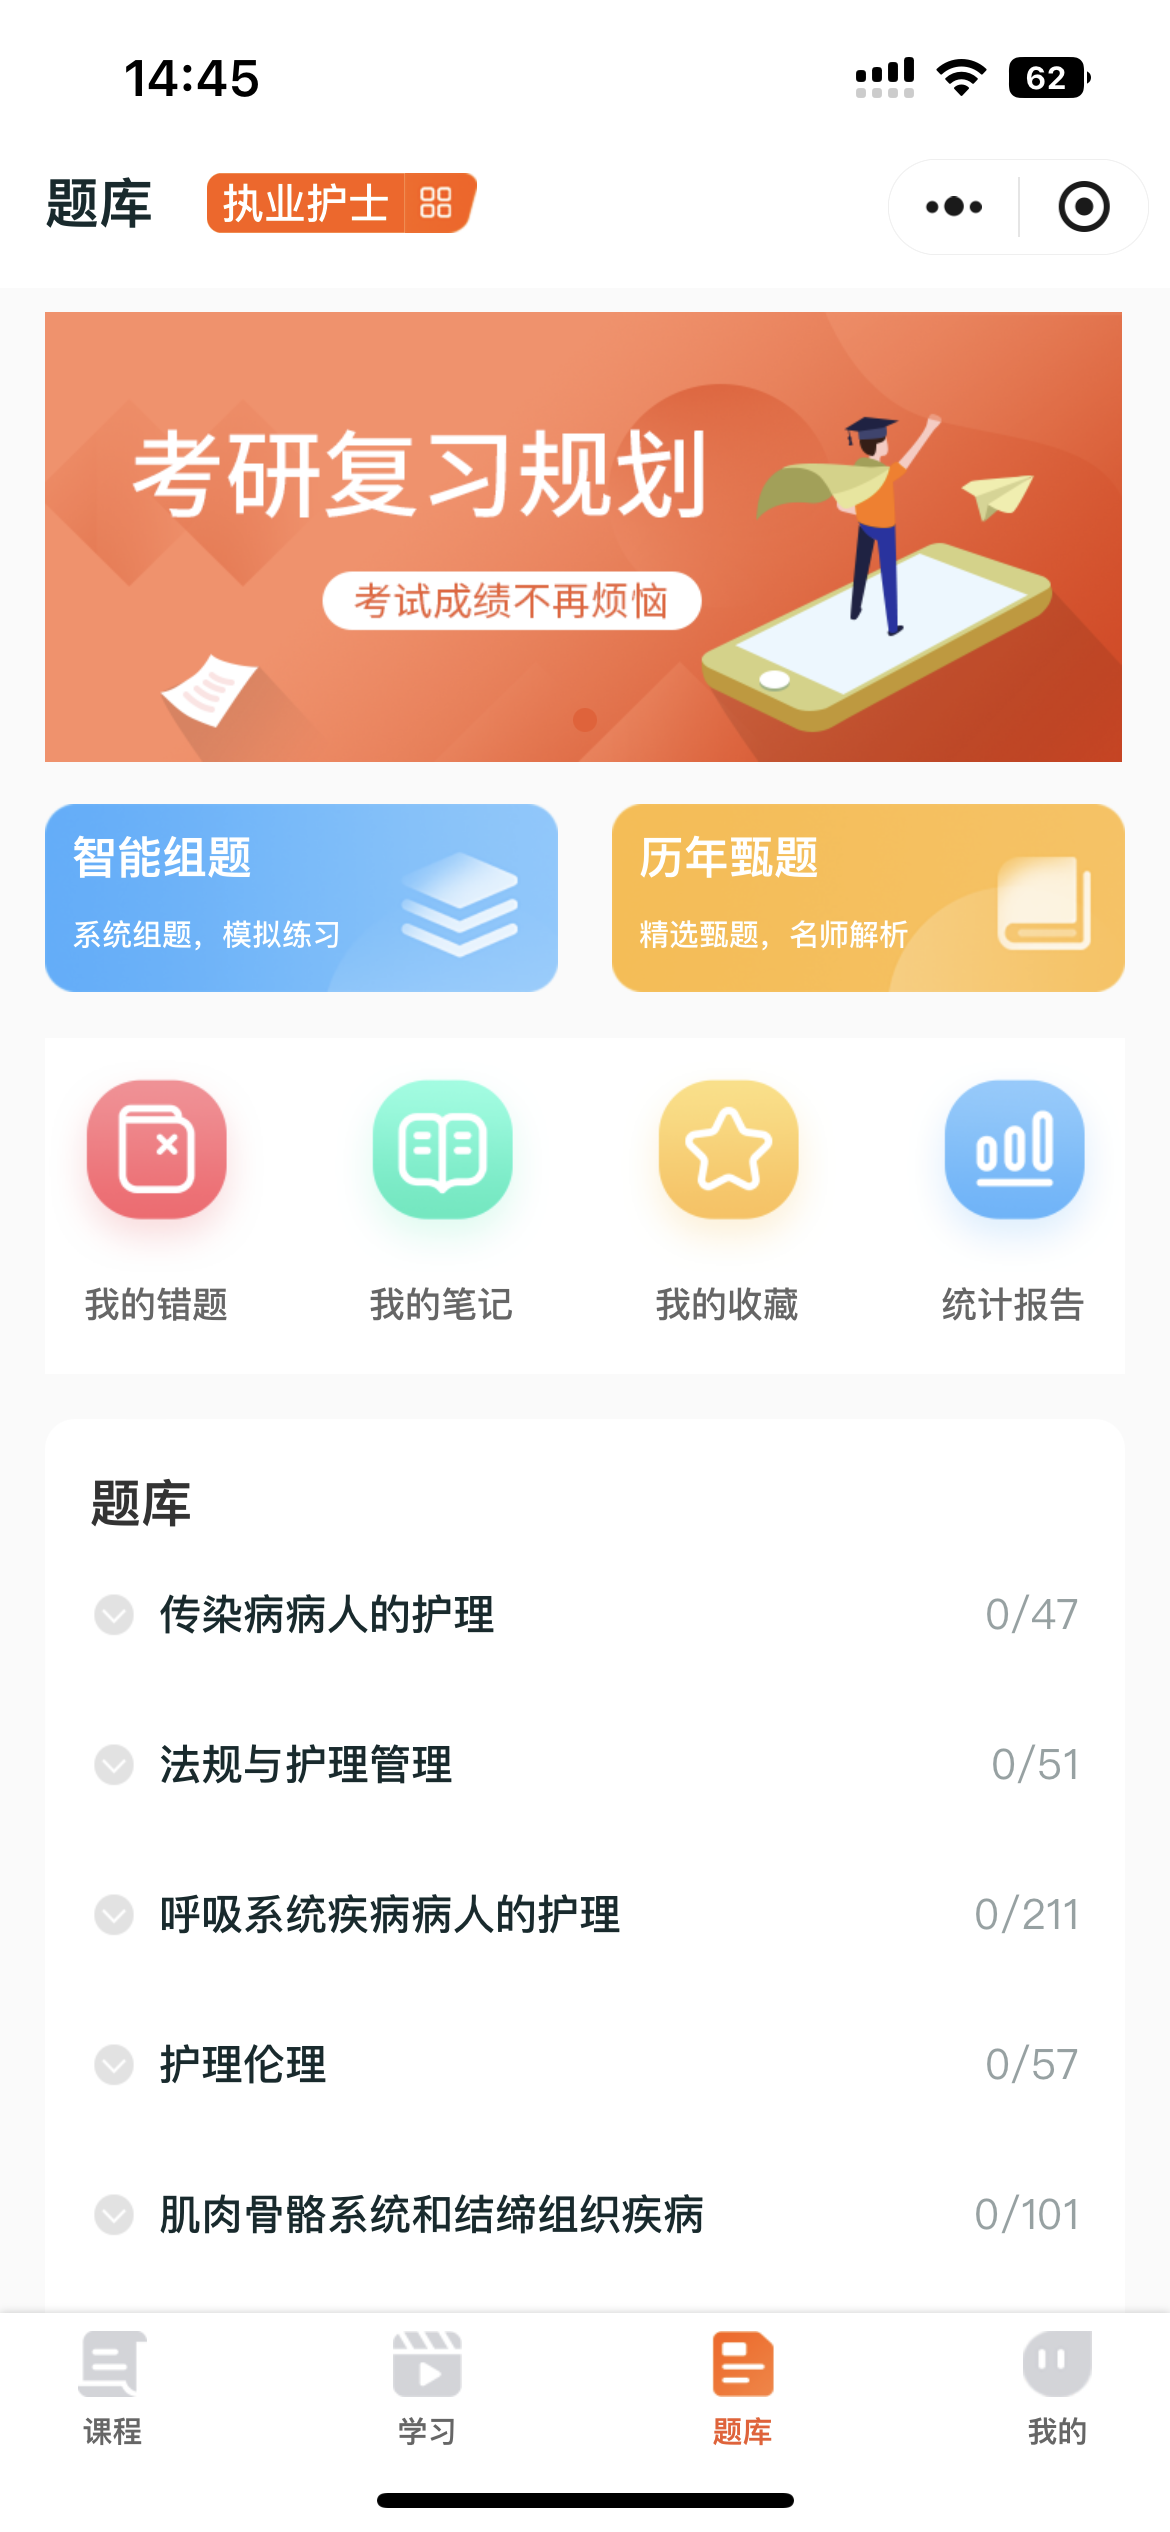 14:45
62
题库
执业护士
考研复习规划
考试成绩不再烦恼
智能组题
系统组题，模拟练习
历年甄题
精选甄题，名师解析
我的错题
我的笔记
我的收藏
统计报告
题库
传染病病人的护理 0/47
法规与护理管理 0/51
呼吸系统疾病病人的护理 0/211
护理伦理 0/57
肌肉骨骼系统和结缔组织疾病 0/101
课程
学习
题库
我的